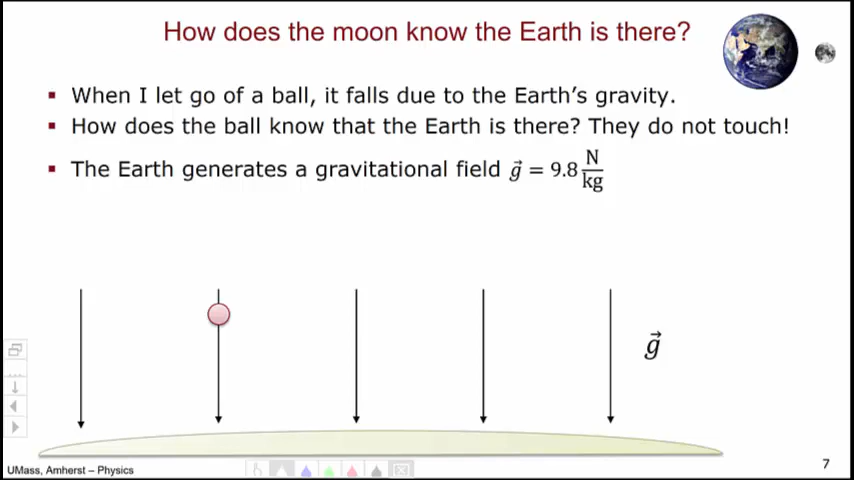 How does the moon know the Earth is there?
▪ When I let go of a ball, it falls due to the Earth's gravity.
▪ How does the ball know that the Earth is there? They do not touch!
▪ The Earth generates a gravitational field g⃗ = 9.8 N/kg
g⃗
UMass, Amherst – Physics
7